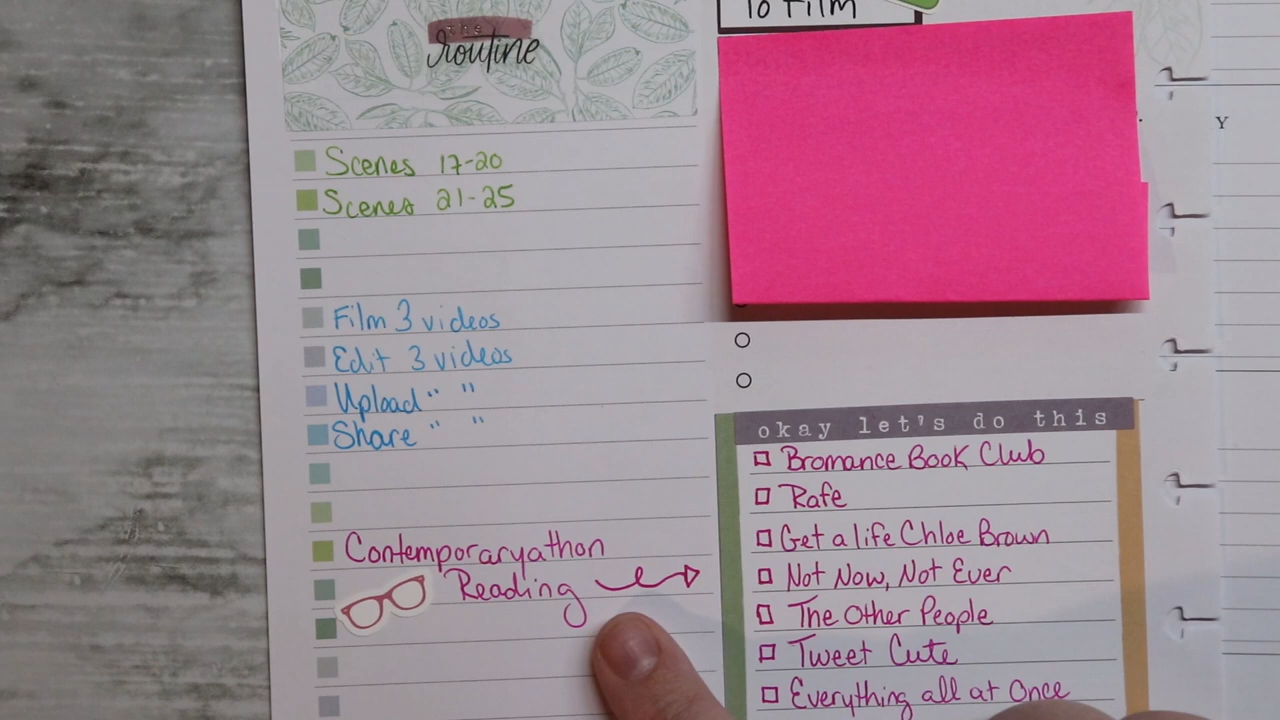 the
routine
Scenes 17-20
Scenes 21-25
Film 3 videos
Edit 3 videos
Upload " "
Share " "
Contemporaryathon
Reading
To Film
okay let's do this
Bromance Book Club
Rafe
Get a life Chloe Brown
Not Now, Not Ever
The Other People
Tweet Cute
Everything all at Once
Y